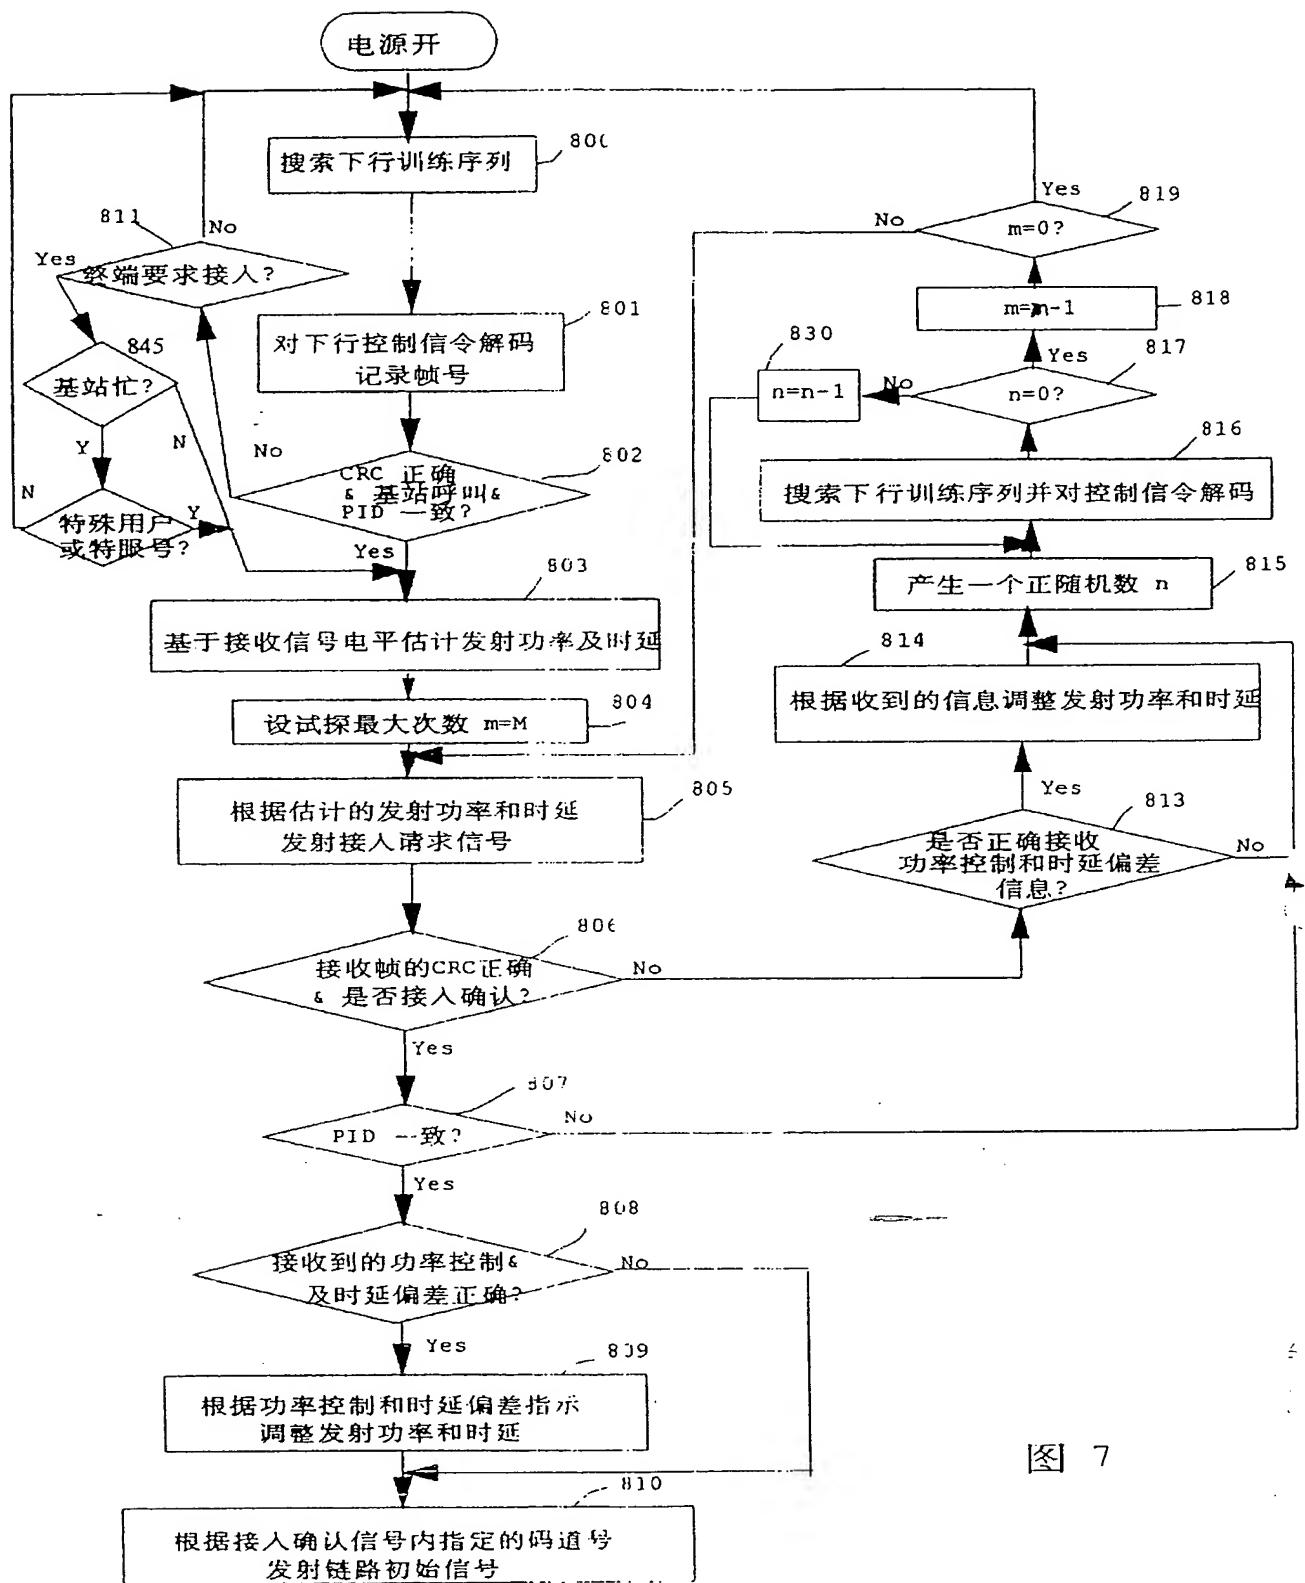 电源开
800
搜索下行训练序列
811
No
Yes
终端要求接入?
801
对下行控制信令解码
记录帧号
845
基站忙?
Y
N
No
802
CRC 正确
& 基站呼叫&
PID 一致?
Yes
N
特殊用户
或特服号?
Y
803
基于接收信号电平估计发射功率及时延
804
设试探最大次数 m=M
805
根据估计的发射功率和时延
发射接入请求信号
806
接收帧的CRC正确
& 是否接入确认?
No
Yes
807
PID 一致?
No
Yes
808
接收到的功率控制&
及时延偏差正确?
No
Yes
809
根据功率控制和时延偏差指示
调整发射功率和时延
810
根据接入确认信号内指定的码道号
发射链路初始信号
Yes
819
No
m=0?
818
m=m-1
830
Yes
817
n=n-1
No
n=0?
816
搜索下行训练序列并对控制信令解码
815
产生一个正随机数 n
814
根据收到的信息调整发射功率和时延
Yes
813
是否正确接收
功率控制和时延偏差
信息?
No
图 7